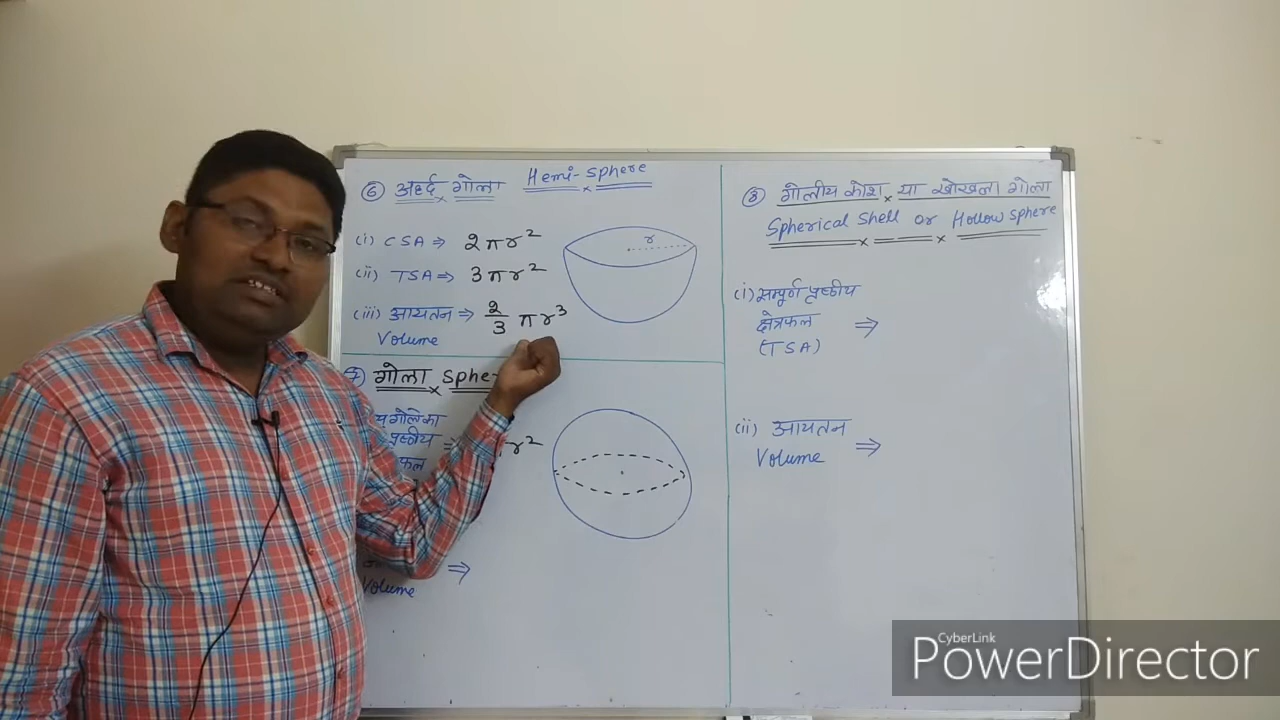 ⑥ अर्ध्द गोला Hemi-sphere
(i) CSA ⇒ 2πr²
(ii) TSA ⇒ 3πr²
(iii) आयतन ⇒ 2/3 πr³
Volume
r
⑦ गोला Sphe
गोले का
पृष्ठीय ⇒ r²
फल
⇒
Volume
⑧ गोलीय कोश या खोखला गोला
Spherical Shell or Hollow Sphere
(i) सम्पूर्ण पृष्ठीय
क्षेत्रफल ⇒
(TSA)
(ii) आयतन
Volume ⇒
CyberLink
PowerDirector